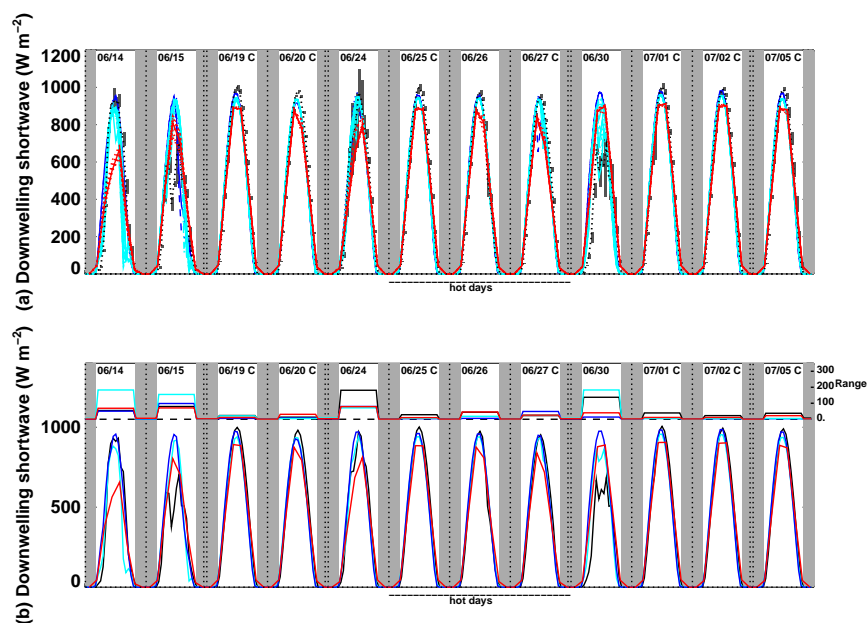 (a) Downwelling shortwave (W m−2)
1200
1000
800
600
400
200
0
06/14 06/15 06/19 C 06/20 C 06/24 06/25 C 06/26 06/27 C 06/30 07/01 C 07/02 C 07/05 C
hot days
(b) Downwelling shortwave (W m−2)
06/14 06/15 06/19 C 06/20 C 06/24 06/25 C 06/26 06/27 C 06/30 07/01 C 07/02 C 07/05 C
300
200
Range
100
0.
1000
500
0
hot days